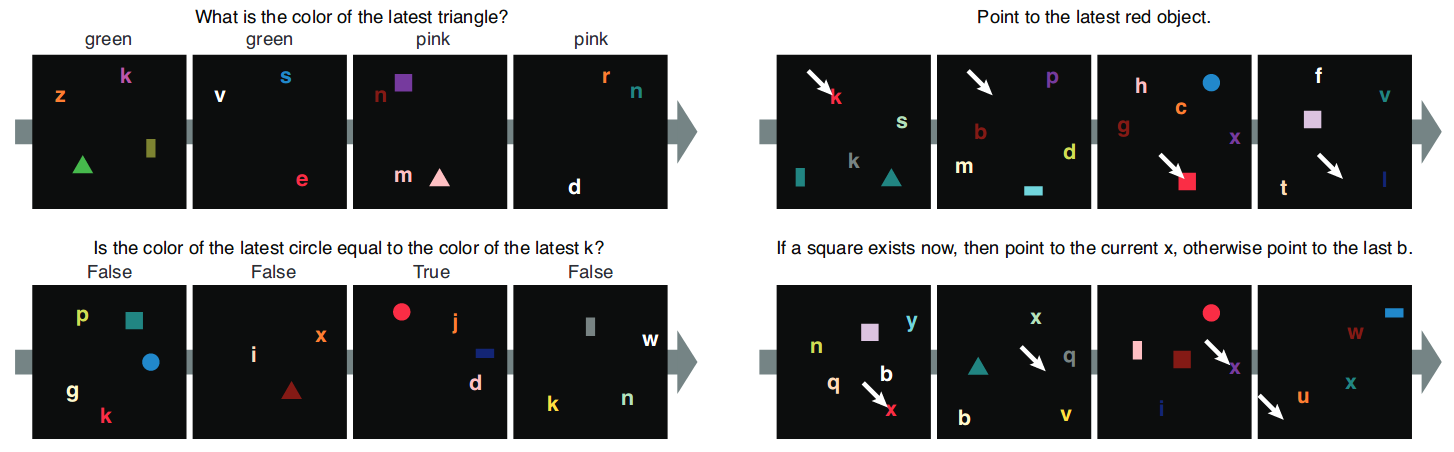 What is the color of the latest triangle?
green green pink pink
k
z
s
v
e
n
m
r
n
d
Point to the latest red object.
k
s
k
p
b
d
m
h
c
g
x
f
v
t
l
Is the color of the latest circle equal to the color of the latest k?
False False True False
p
g
k
x
i
j
d
w
k n
If a square exists now, then point to the current x, otherwise point to the last b.
y
n
q b
x
x
q
b v
x
i
w
x
u